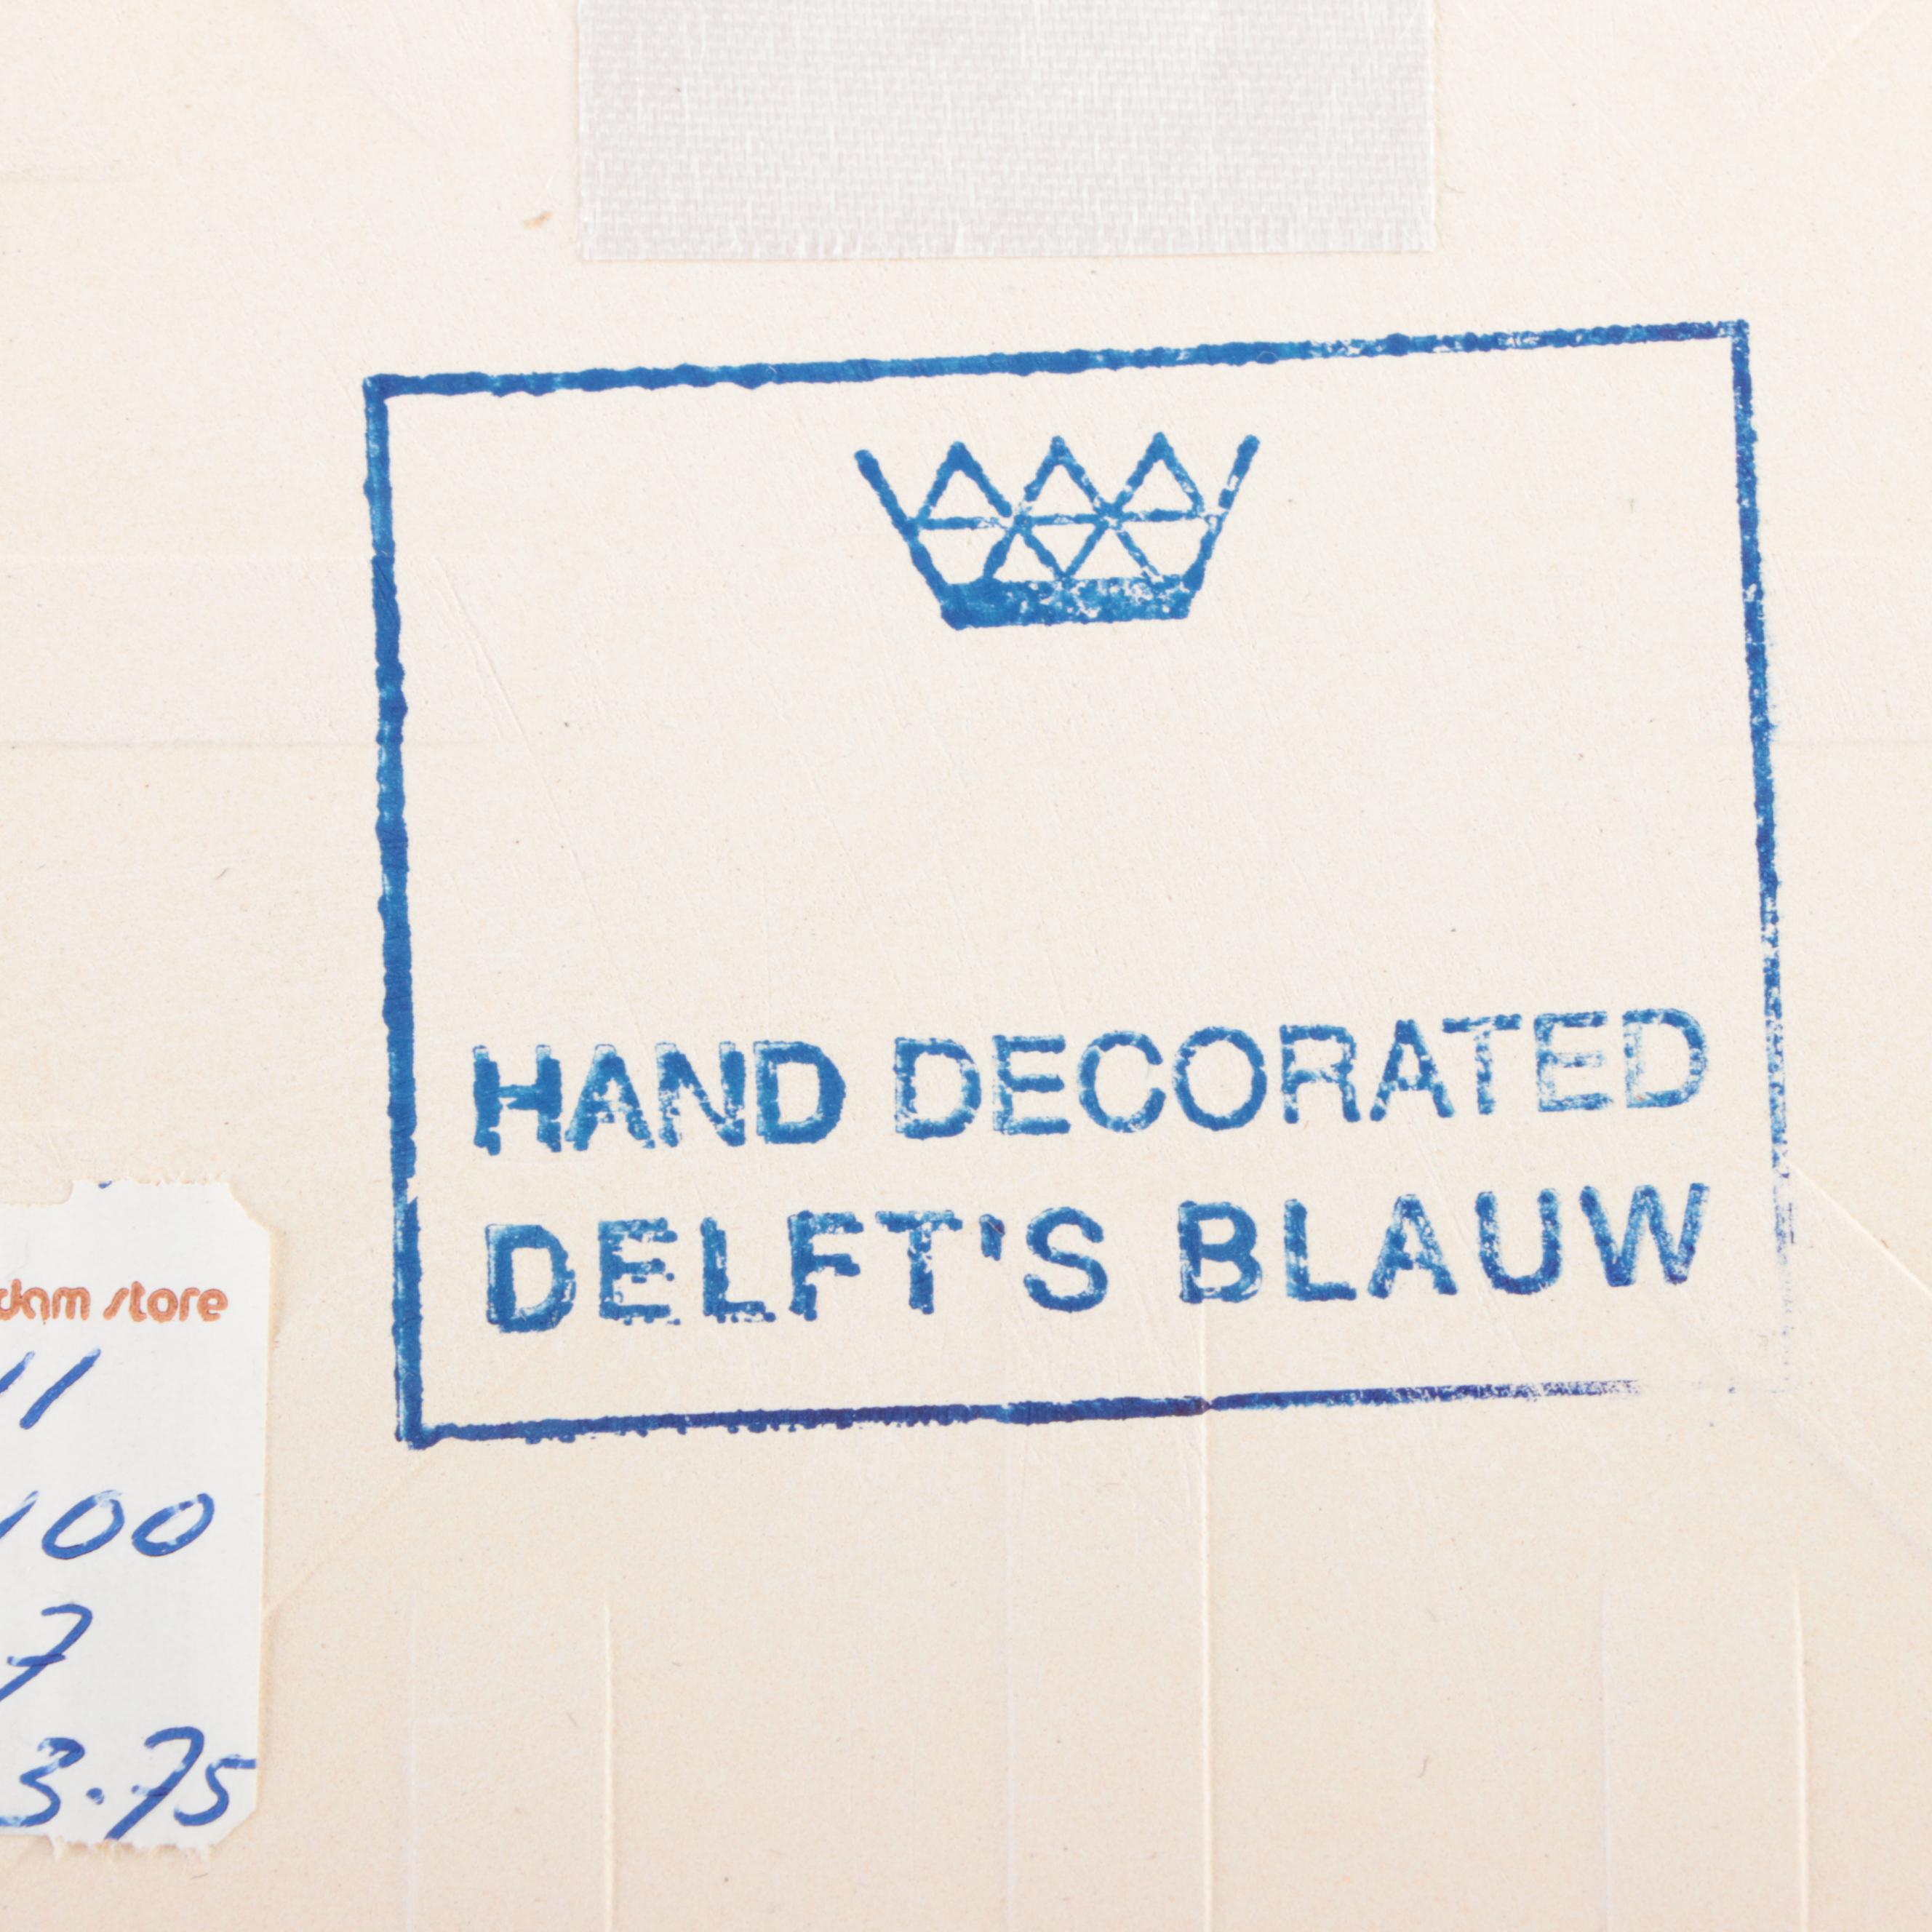 HAND DECORATED
DELFT'S BLAUW
dam store
11
100
7
3.75